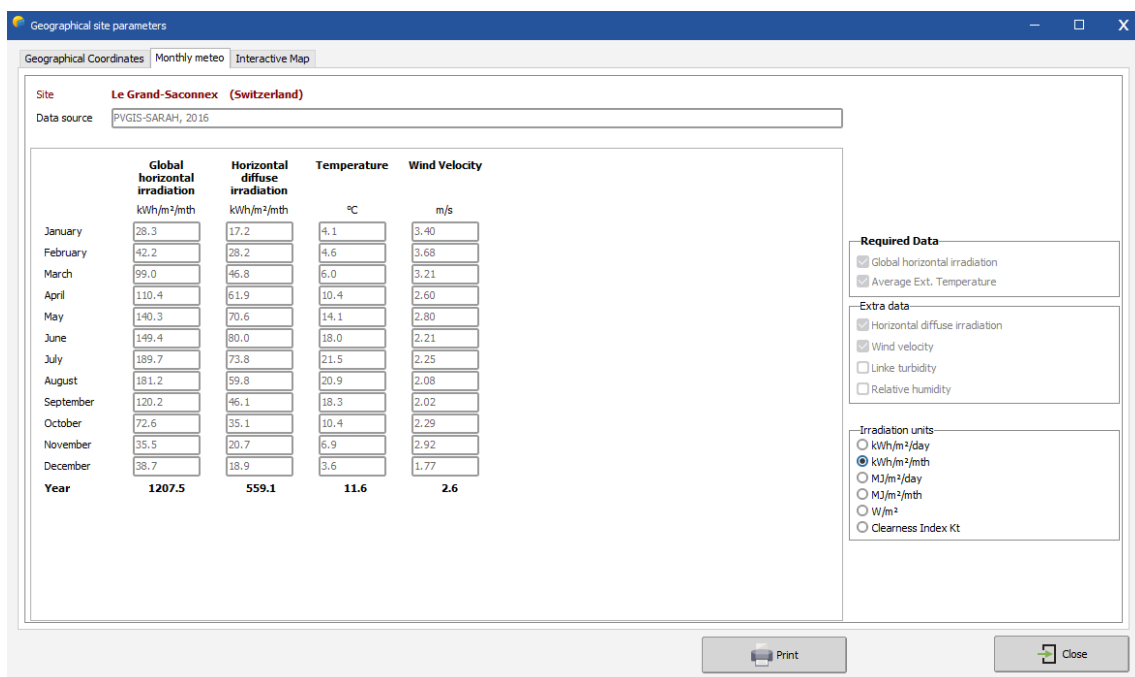 Geographical site parameters
Geographical Coordinates Monthly meteo Interactive Map
Site Le Grand-Saconnex (Switzerland)
Data source PVGIS-SARAH, 2016
Global horizontal irradiation Horizontal diffuse irradiation Temperature Wind Velocity
kWh/m²/mth kWh/m²/mth °C m/s
January 28.3 17.2 4.1 3.40
February 42.2 28.2 4.6 3.68
March 99.0 46.8 6.0 3.21
April 110.4 61.9 10.4 2.60
May 140.3 70.6 14.1 2.80
June 149.4 80.0 18.0 2.21
July 189.7 73.8 21.5 2.25
August 181.2 59.8 20.9 2.08
September 120.2 46.1 18.3 2.02
October 72.6 35.1 10.4 2.29
November 35.5 20.7 6.9 2.92
December 38.7 18.9 3.6 1.77
Year 1207.5 559.1 11.6 2.6
Required Data
Global horizontal irradiation
Average Ext. Temperature
Extra data
Horizontal diffuse irradiation
Wind velocity
Linke turbidity
Relative humidity
Irradiation units
kWh/m²/day
kWh/m²/mth
MJ/m²/day
MJ/m²/mth
W/m²
Clearness Index Kt
Print
Close